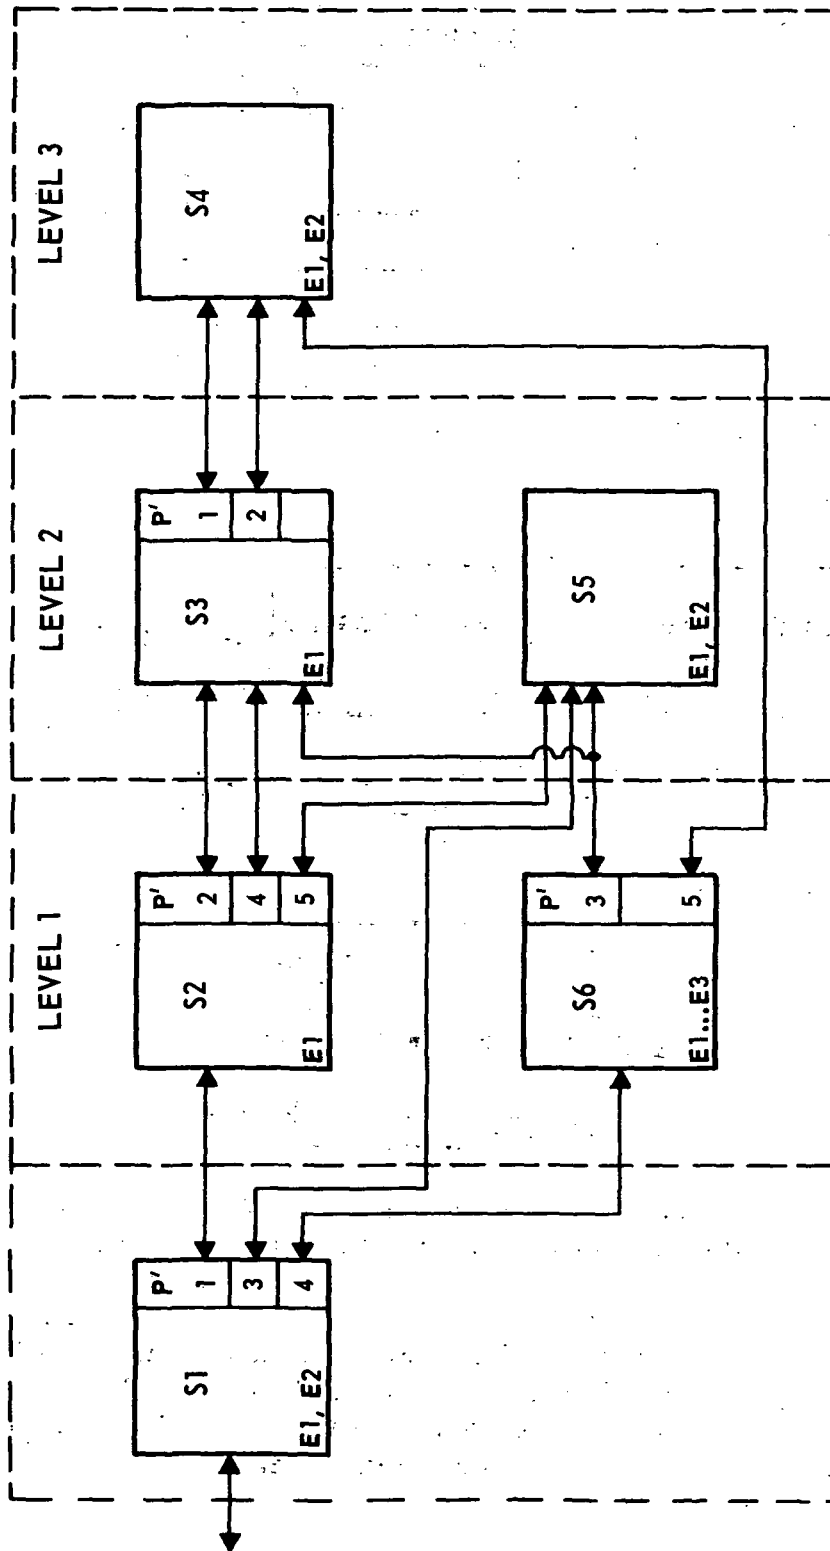 LEVEL 1
LEVEL 2
LEVEL 3
P'
S1
1
3
4
E1, E2
P'
S2
2
4
5
E1
P'
S3
1
2
E1
S4
E1, E2
P'
S6
3
5
E1...E3
S5
E1, E2